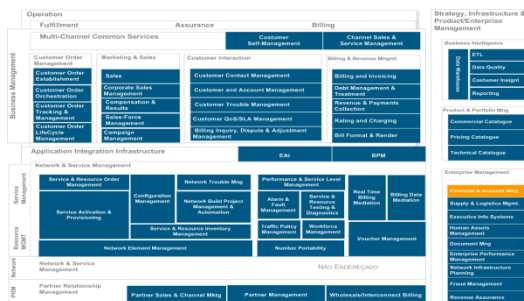 Operation
Fulfillment Assurance Billing
Multi-Channel Common Services
Costumer
Self-Management
Channel Sales &
Service Management
Business Management
Customer Order
Management
Customer Order
Establishment
Customer Order
Orchestration
Customer Order
Tracking &
Management
Customer Order
LifeCycle
Management
Marketing & Sales
Sales
Corporate Sales
Management
Compensation &
Results
Sales-Force
Management
Campaign
Management
Customer Interaction
Customer Contact Management
Customer and Account Management
Customer Trouble Management
Customer QoS/SLA Management
Billing Inquiry, Dispute & Adjustment
Management
Billing & Revenue Mngmt
Billing and Invoicing
Debt Management &
Treatment
Revenue & Payments
Collection
Rating and Charging
Bill Format & Render
Application Integration Infrastructure
EAI
BPM
Network & Service Management
Service
Management
Resource
MGMT
Service & Resource Order
Management
Service Activation &
Provisioning
Configuration
Management
Network Trouble Mng
Network Build Project
Management &
Automation
Service & Resource Inventory
Management
Network Element Management
Performance & Service Level
Management
Alarm &
Fault
Management
Service &
Resource
Testing &
Diagnostics
Traffic Policy
Management
Workforce
Management
Number Portability
Real Time
Billing
Mediation
Billing Data
Mediation
Voucher Management
Network
Network & Service
Management
NÃO ENDEREÇADO
PRM
Partner Relationship
Management
Partner Sales & Channel Mktg
Partner Management
Wholesale/Interconnect Billing
Strategy, Infrastructure &
Product/Enterprise
Management
Business Intelligence
Data Warehouse
ETL
Data Quality
Costumer Insight
Reporting
Product & Portfolio Mng
Commercial Catalogue
Pricing Catalogue
Technical Catalogue
Enterprise Management
Financial & Account Mng
Supply & Logistics Mgmt.
Executive Info Systems
Human Assets
Management
Document Mng
Enterprise Performance
Management
Network Infrastructure
Planning
Fraud Management
Revenue Assurance